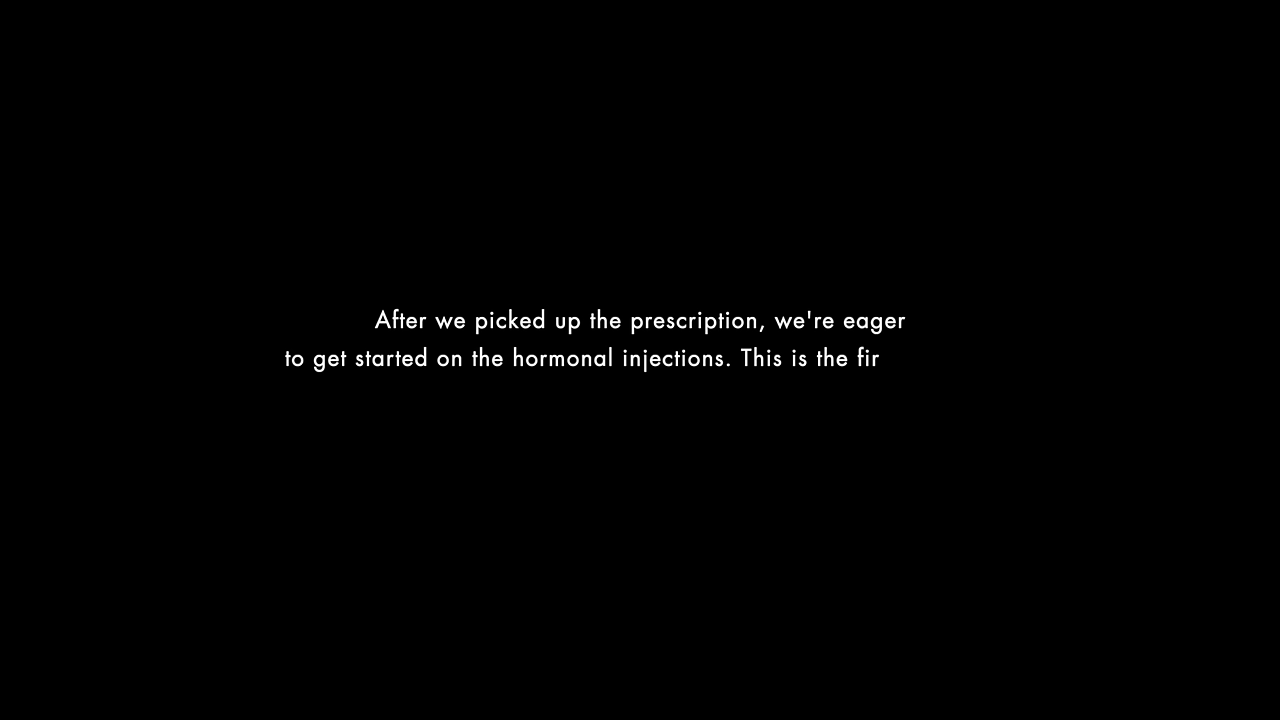 After we picked up the prescription, we're eager
to get started on the hormonal injections. This is the fir